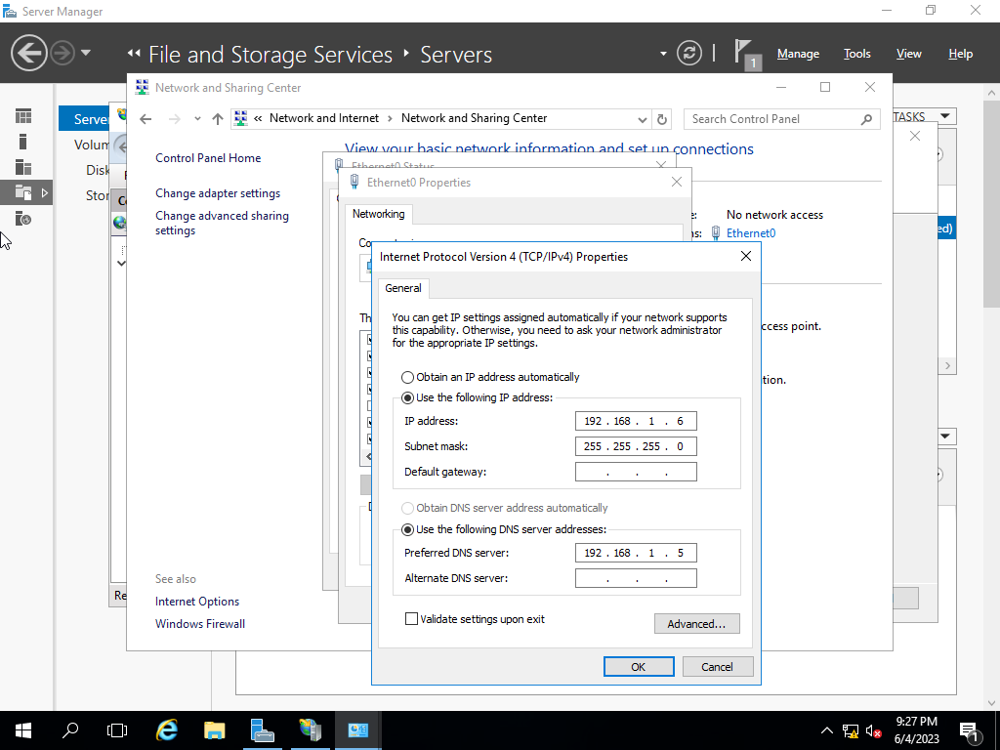 Server Manager
File and Storage Services
Servers
1
Manage
Tools
View
Help
Network and Sharing Center
Network and Internet
Network and Sharing Center
Search Control Panel
TASKS
Control Panel Home
Change adapter settings
Change advanced sharing
settings
View your basic network information and set up connections
Ethernet0 Status
Ethernet0 Properties
Networking
No network access
Ethernet0
Internet Protocol Version 4 (TCP/IPv4) Properties
General
You can get IP settings assigned automatically if your network supports
this capability. Otherwise, you need to ask your network administrator
for the appropriate IP settings.
Obtain an IP address automatically
Use the following IP address:
IP address:
192 . 168 . 1 . 6
Subnet mask:
255 . 255 . 255 . 0
Default gateway:
. . .
Obtain DNS server address automatically
Use the following DNS server addresses:
Preferred DNS server:
192 . 168 . 1 . 5
Alternate DNS server:
. . .
Validate settings upon exit
Advanced...
OK
Cancel
See also
Internet Options
Windows Firewall
9:27 PM
6/4/2023
1